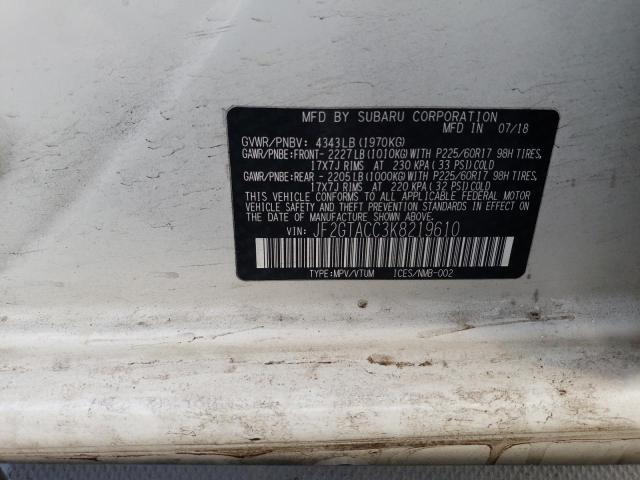 MFD BY SUBARU CORPORATION
MFD IN 07/18
GVWR/PNBV: 4343LB (1970KG)
GAWR/PNBE:FRONT- 2227LB (1010KG) WITH P225/60R17 98H TIRES,
17X7J RIMS AT 230 KPA (33 PSI) COLD
GAWR/PNBE:REAR - 2205LB (1000KG) WITH P225/60R17 98H TIRES,
17X7J RIMS AT 220 KPA (32 PSI) COLD
THIS VEHICLE CONFORMS TO ALL APPLICABLE FEDERAL MOTOR
VEHICLE SAFETY AND THEFT PREVENTION STANDARDS IN EFFECT
ON THE DATE OF MANUFACTURE SHOWN ABOVE.
VIN: JF2GTACC3K8219610
TYPE:MPV/VTUM ICES/NMB-002